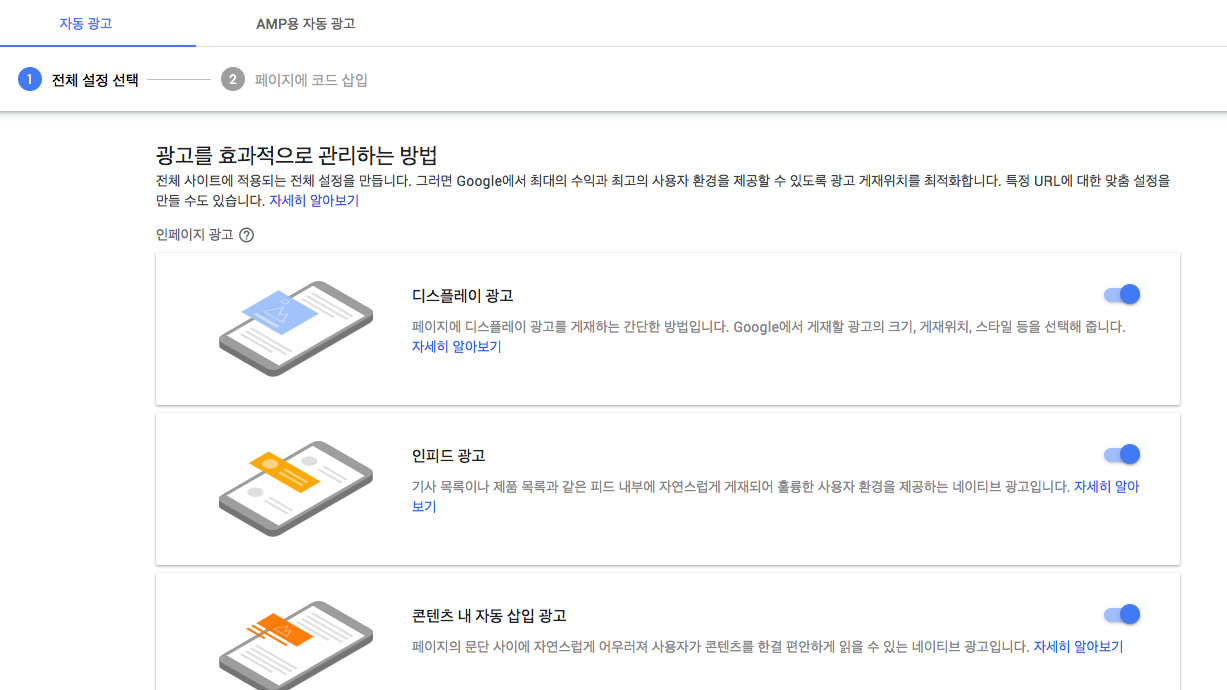 자동 광고
AMP용 자동 광고
1 전체 설정 선택
2 페이지에 코드 삽입
광고를 효과적으로 관리하는 방법
전체 사이트에 적용되는 전체 설정을 만듭니다. 그러면 Google에서 최대의 수익과 최고의 사용자 환경을 제공할 수 있도록 광고 게재위치를 최적화합니다. 특정 URL에 대한 맞춤 설정을
만들 수도 있습니다. 자세히 알아보기
인페이지 광고 ?
디스플레이 광고
페이지에 디스플레이 광고를 게재하는 간단한 방법입니다. Google에서 게재할 광고의 크기, 게재위치, 스타일 등을 선택해 줍니다.
자세히 알아보기
인피드 광고
기사 목록이나 제품 목록과 같은 피드 내부에 자연스럽게 게재되어 훌륭한 사용자 환경을 제공하는 네이티브 광고입니다. 자세히 알아
보기
콘텐츠 내 자동 삽입 광고
페이지의 문단 사이에 자연스럽게 어우러져 사용자가 콘텐츠를 한결 편안하게 읽을 수 있는 네이티브 광고입니다. 자세히 알아보기